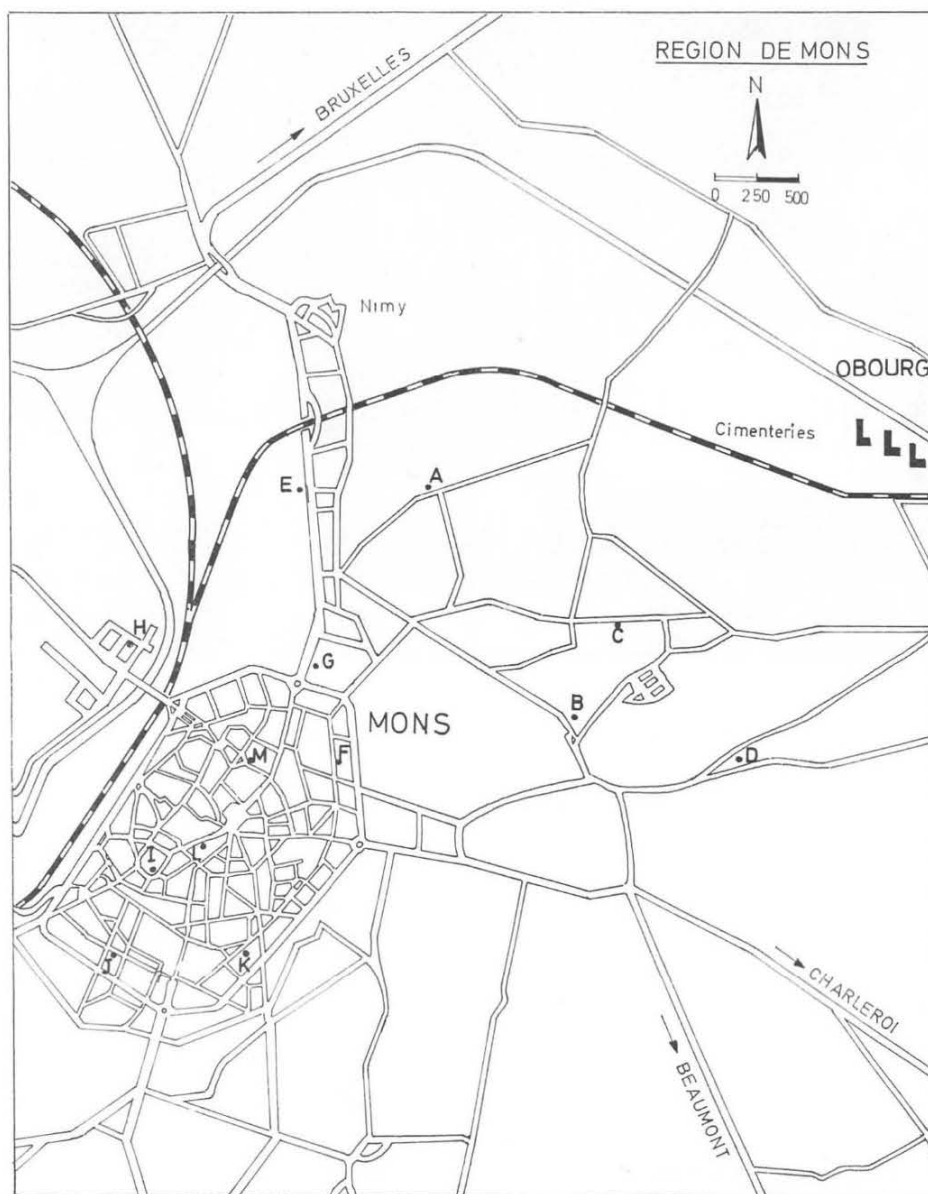 REGION DE MONS
N
0 250 500
BRUXELLES
Nimy
OBOURG
Cimenteries
A
E
H
C
G
MONS
B
M
F
D
I
L
J
K
CHARLEROI
BEAUMONT